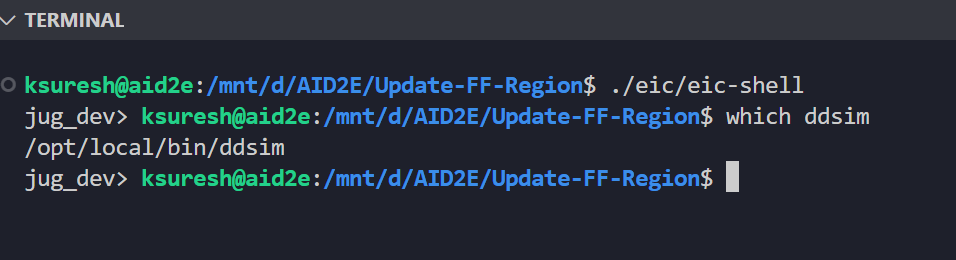 TERMINAL
ksuresh@aid2e:/mnt/d/AID2E/Update-FF-Region$ ./eic/eic-shell
jug_dev> ksuresh@aid2e:/mnt/d/AID2E/Update-FF-Region$ which ddsim
/opt/local/bin/ddsim
jug_dev> ksuresh@aid2e:/mnt/d/AID2E/Update-FF-Region$